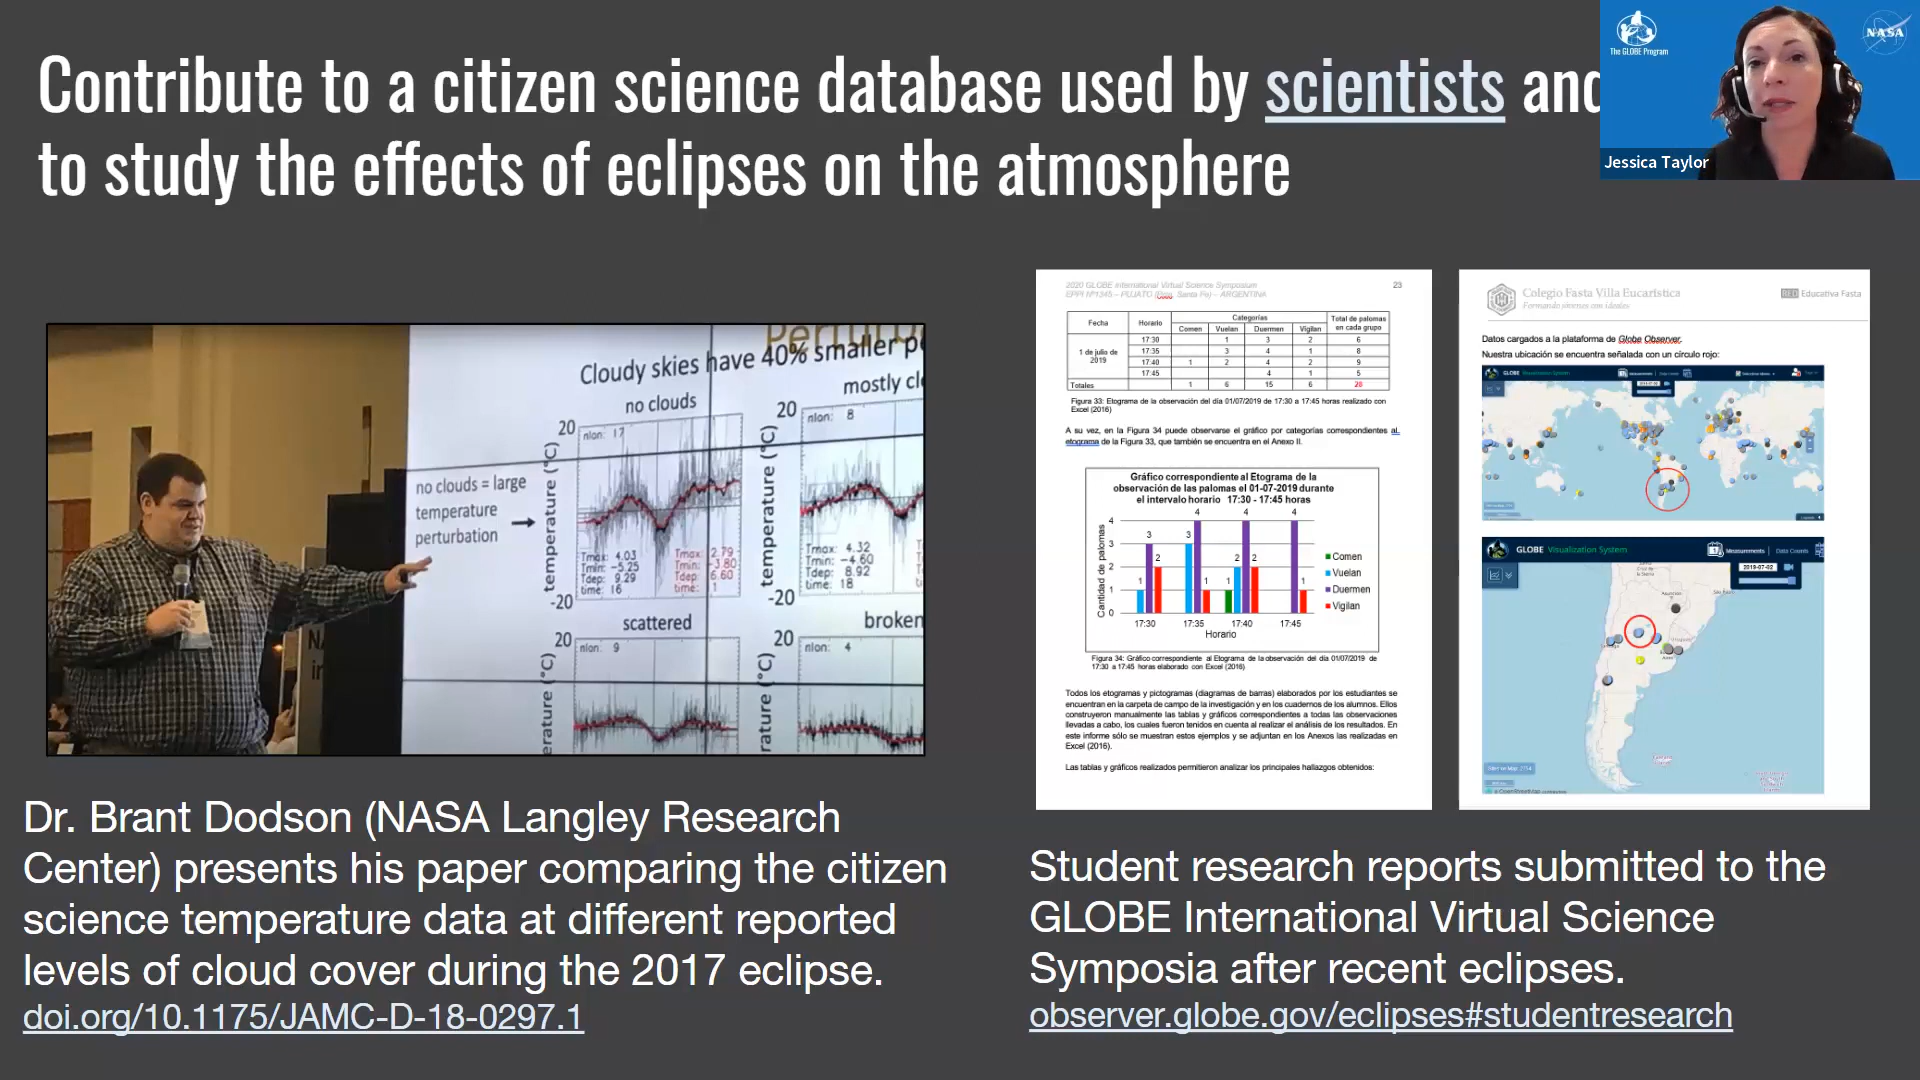 Contribute to a citizen science database used by scientists and
to study the effects of eclipses on the atmosphere
The GLOBE Program
NASA
Jessica Taylor
Cloudy skies have 40% smaller
no clouds
mostly
20
nlon: 17
20
nlon: 8
no clouds = large
temperature
perturbation
temperature (°C)
temperature (°C)
Tmax: 4.03
Tmin: -5.25
Tdep: 9.29
time: 16
Tmax: 2.79
Tmin: -3.80
Tdep: 6.60
time: 1
Tmax: 4.32
Tmin: -4.60
Tdep: 8.92
time: 18
-20
-20
scattered
broken
20
nlon: 9
20
nlon: 4
erature (°C)
rature (°C)
Dr. Brant Dodson (NASA Langley Research
Center) presents his paper comparing the citizen
science temperature data at different reported
levels of cloud cover during the 2017 eclipse.
doi.org/10.1175/JAMC-D-18-0297.1
2020 GLOBE International Virtual Science Symposium
23
EPPI Nº1345 – PUJATO (Prov. Santa Fe) – ARGENTINA
Fecha Horario Categorías Total de palomas en cada grupo
Comen Vuelan Duermen Vigilan
1 de julio de 2019
17:30 1 3 2 6
17:35 3 4 1 8
17:40 1 2 4 2 9
17:45 4 1 5
Totales 1 6 15 6 28
Figura 33: Etograma de la observación del día 01/07/2019 de 17:30 a 17:45 horas realizado con
Excel (2016)
A su vez, en la Figura 34 puede observarse el gráfico por categorías correspondientes al
etograma de la Figura 33, que también se encuentra en el Anexo II.
Gráfico correspondiente al Etograma de la
observación de las palomas el 01-07-2019 durante
el intervalo horario 17:30 - 17:45 horas
Cantidad de palomas
4
3
2
1
0
1 3 2
3 4 1
1 2 4 2
4 1
17:30 17:35 17:40 17:45
Horario
Comen
Vuelan
Duermen
Vigilan
Figura 34: Gráfico correspondiente al Etograma de la observación del día 01/07/2019 de
17:30 a 17:45 horas elaborado con Excel (2016)
Todos los etogramas y pictogramas (diagramas de barras) elaborados por los estudiantes se
encuentran en la carpeta de campo de la investigación y en los cuadernos de los alumnos. Ellos
construyeron manualmente las tablas y gráficos correspondientes a todas las observaciones
llevadas a cabo, los cuales fueron tenidos en cuenta al realizar el análisis de los resultados. En
este informe sólo se muestran estos ejemplos y se adjuntan en los Anexos las realizadas en
Excel (2016).
Las tablas y gráficos realizados permitieron analizar los principales hallazgos obtenidos:
Colegio Fasta Villa Eucarística
Formando jóvenes con ideales
RED Educativa Fasta
Datos cargados a la plataforma de Globe Observer.
Nuestra ubicación se encuentra señalada con un círculo rojo:
GLOBE Visualization System
GLOBE Visualization System
Measurements
Data Counts
2019-07-02
Student research reports submitted to the
GLOBE International Virtual Science
Symposia after recent eclipses.
observer.globe.gov/eclipses#studentresearch